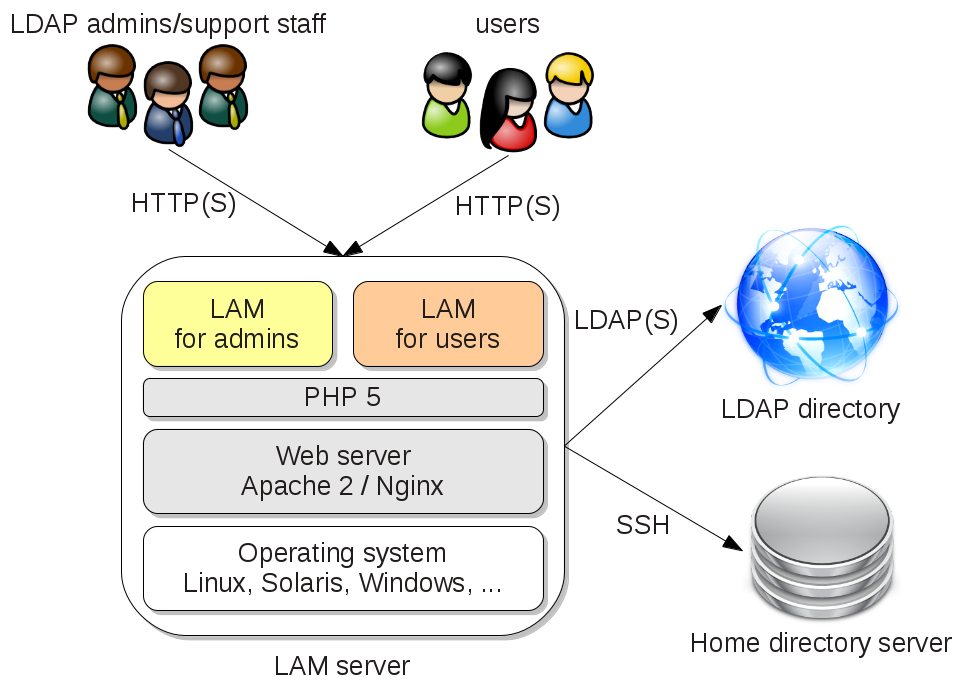 LDAP admins/support staff
users
HTTP(S)
HTTP(S)
LAM
for admins
LAM
for users
PHP 5
Web server
Apache 2 / Nginx
Operating system
Linux, Solaris, Windows, ...
LAM server
LDAP(S)
LDAP directory
SSH
Home directory server